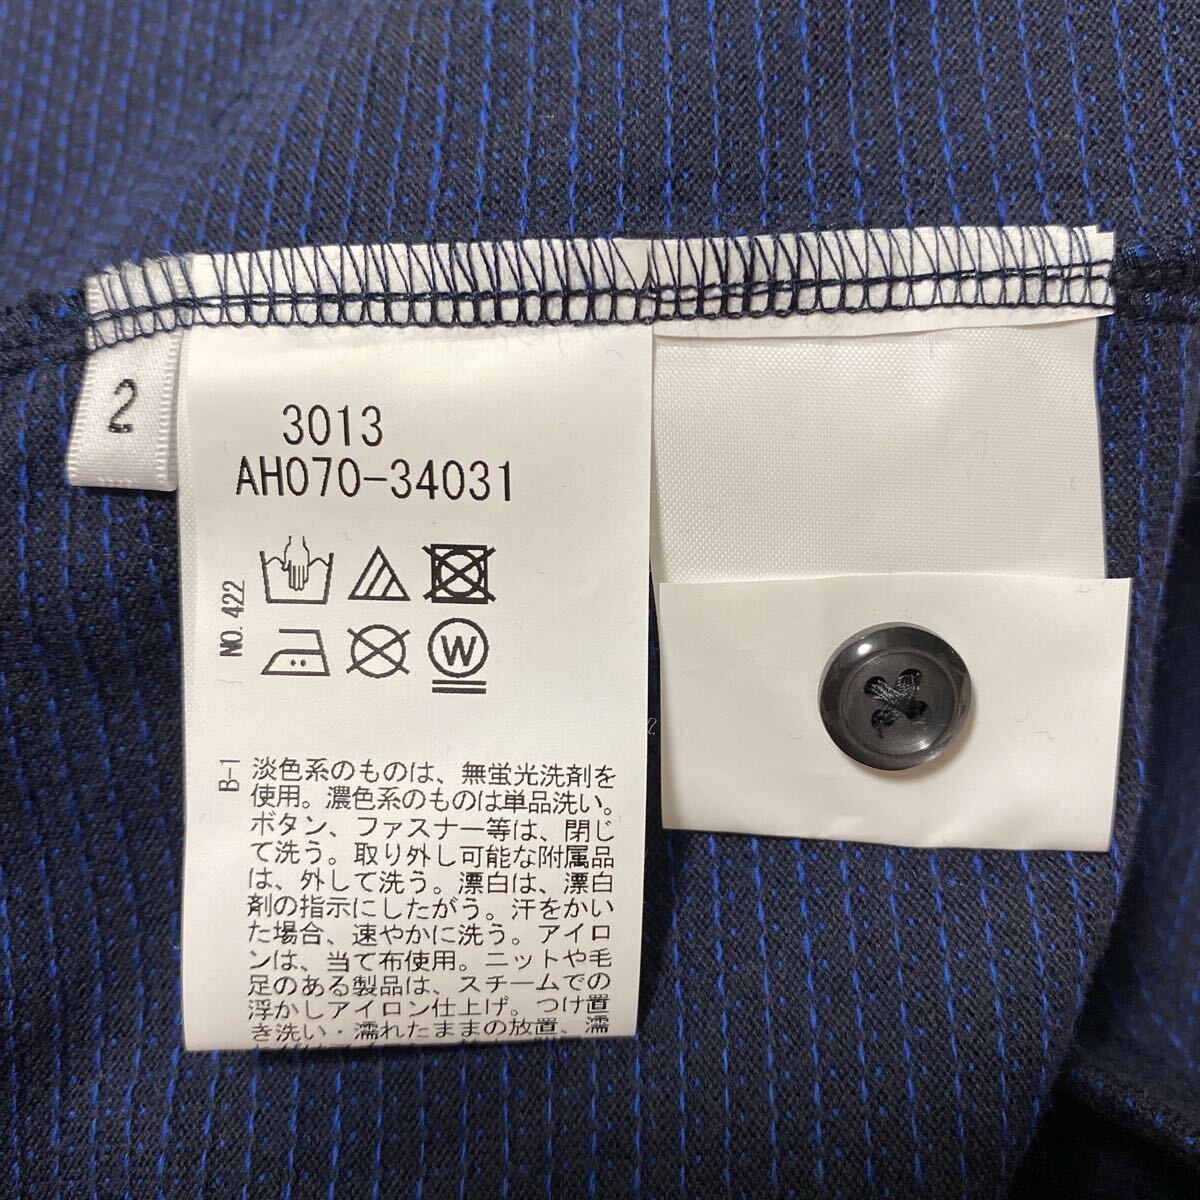 2
3013
AH070-34031
NO. 422
W
B-1
淡色系のものは、無蛍光洗剤を
使用。濃色系のものは単品洗い。
ボタン、ファスナー等は、閉じ
て洗う。取り外し可能な附属品
は、外して洗う。漂白は、漂白
剤の指示にしたがう。汗をかい
た場合、速やかに洗う。アイロ
ンは、当て布使用。ニットや毛
足のある製品は、スチームでの
浮かしアイロン仕上げ。つけ置
き洗い・濡れたままの放置、濡